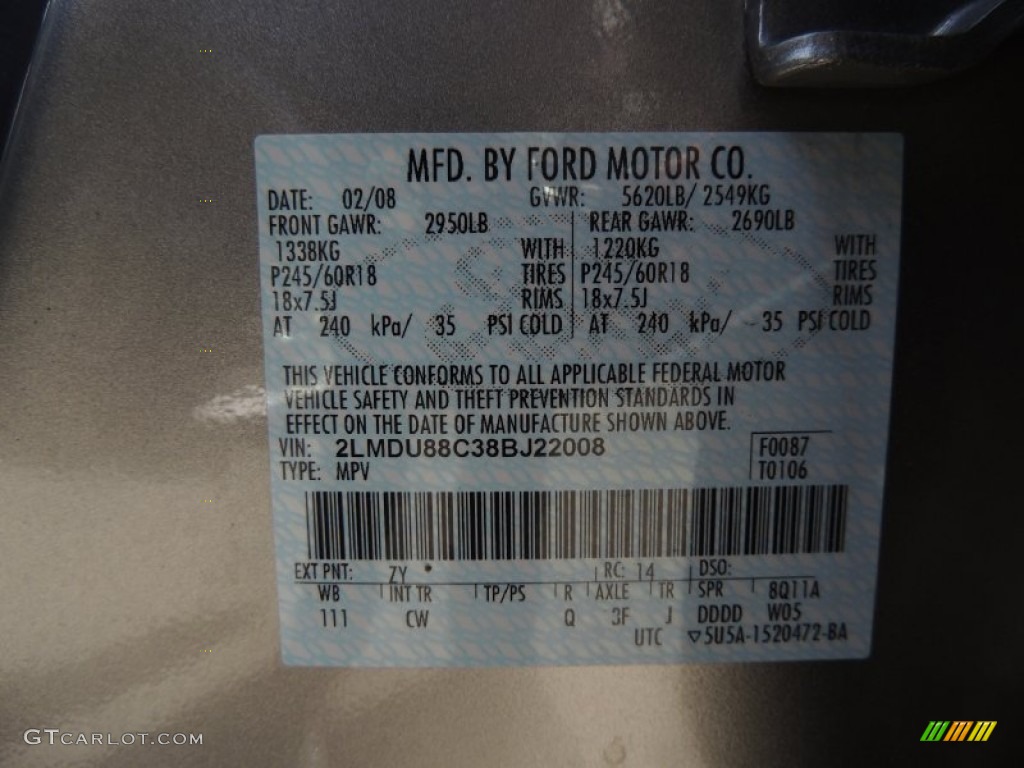 MFD. BY FORD MOTOR CO.
DATE: 02/08 GVWR: 5620LB/ 2549KG
FRONT GAWR: 2950LB REAR GAWR: 2690LB
1338KG WITH 1220KG WITH
P245/60R18 TIRES P245/60R18 TIRES
18x7.5J RIMS 18x7.5J RIMS
AT 240 kPa/ 35 PSI COLD AT 240 kPa/ 35 PSI COLD
THIS VEHICLE CONFORMS TO ALL APPLICABLE FEDERAL MOTOR
VEHICLE SAFETY AND THEFT PREVENTION STANDARDS IN
EFFECT ON THE DATE OF MANUFACTURE SHOWN ABOVE.
VIN: 2LMDU88C38BJ22008 F0087
TYPE: MPV T0106
EXT PNT: ZY RC: 14 DSO:
WB INT TR TP/PS R AXLE TR SPR 8Q11A
111 CW Q 3F J DDDD W05
UTC ▽5U5A-1520472-BA
GTCARLOT.COM